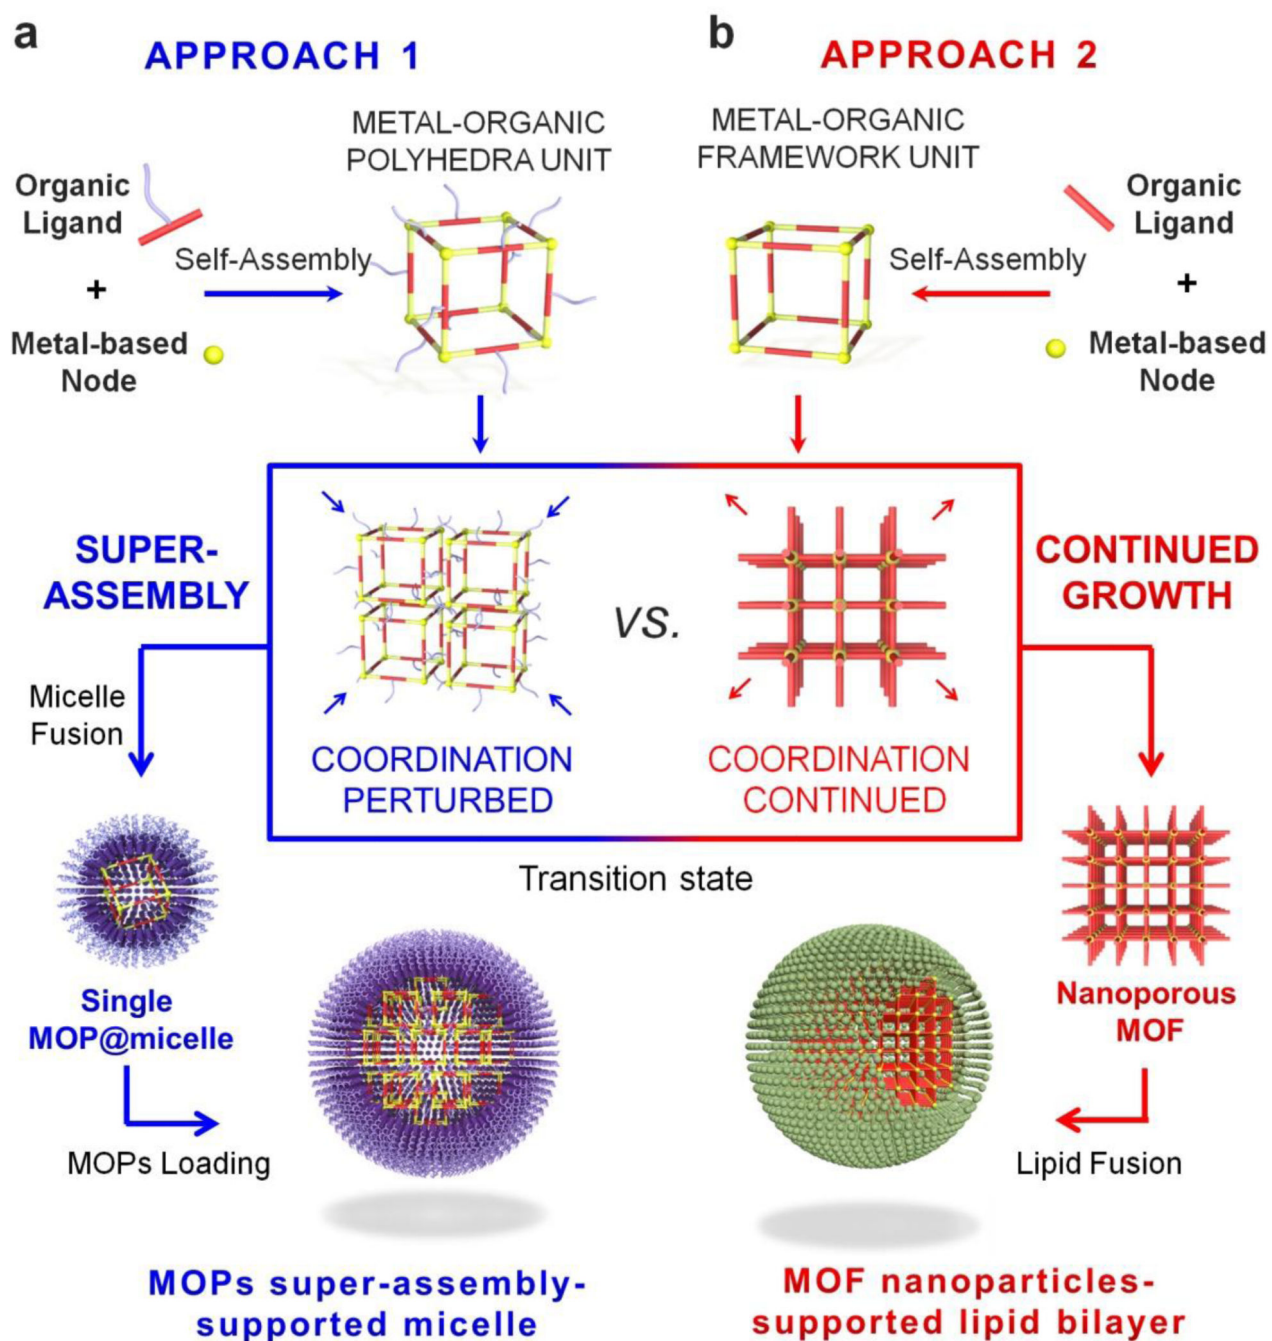 a
APPROACH 1
METAL-ORGANIC
POLYHEDRA UNIT
Organic
Ligand
Self-Assembly
+
Metal-based
Node
b
APPROACH 2
METAL-ORGANIC
FRAMEWORK UNIT
Organic
Ligand
Self-Assembly
+
Metal-based
Node
SUPER-
ASSEMBLY
VS.
CONTINUED
GROWTH
COORDINATION
PERTURBED
COORDINATION
CONTINUED
Transition state
Micelle
Fusion
Single
MOP@micelle
MOPs Loading
Nanoporous
MOF
Lipid Fusion
MOPs super-assembly-
supported micelle
MOF nanoparticles-
supported lipid bilayer